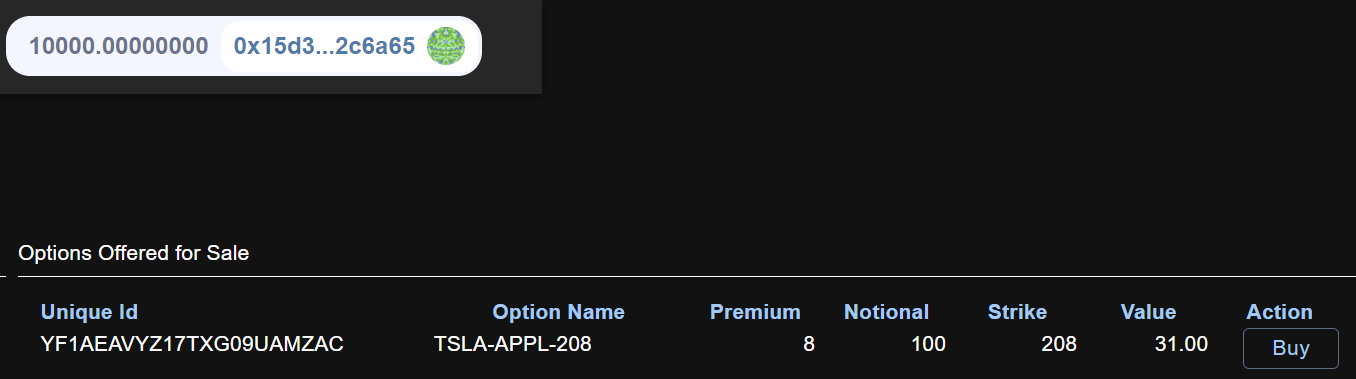 10000.00000000 0x15d3...2c6a65
Options Offered for Sale
Unique Id Option Name Premium Notional Strike Value Action
YF1AEAVYZ17TXG09UAMZAC TSLA-APPL-208 8 100 208 31.00 Buy